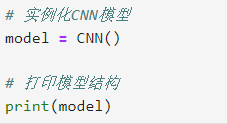 # 实例化CNN模型
model = CNN()
# 打印模型结构
print(model)